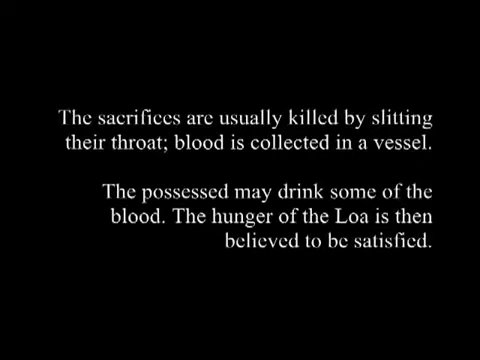 The sacrifices are usually killed by slitting
their throat; blood is collected in a vessel.
The possessed may drink some of the
blood. The hunger of the Loa is then
believed to be satisfied.